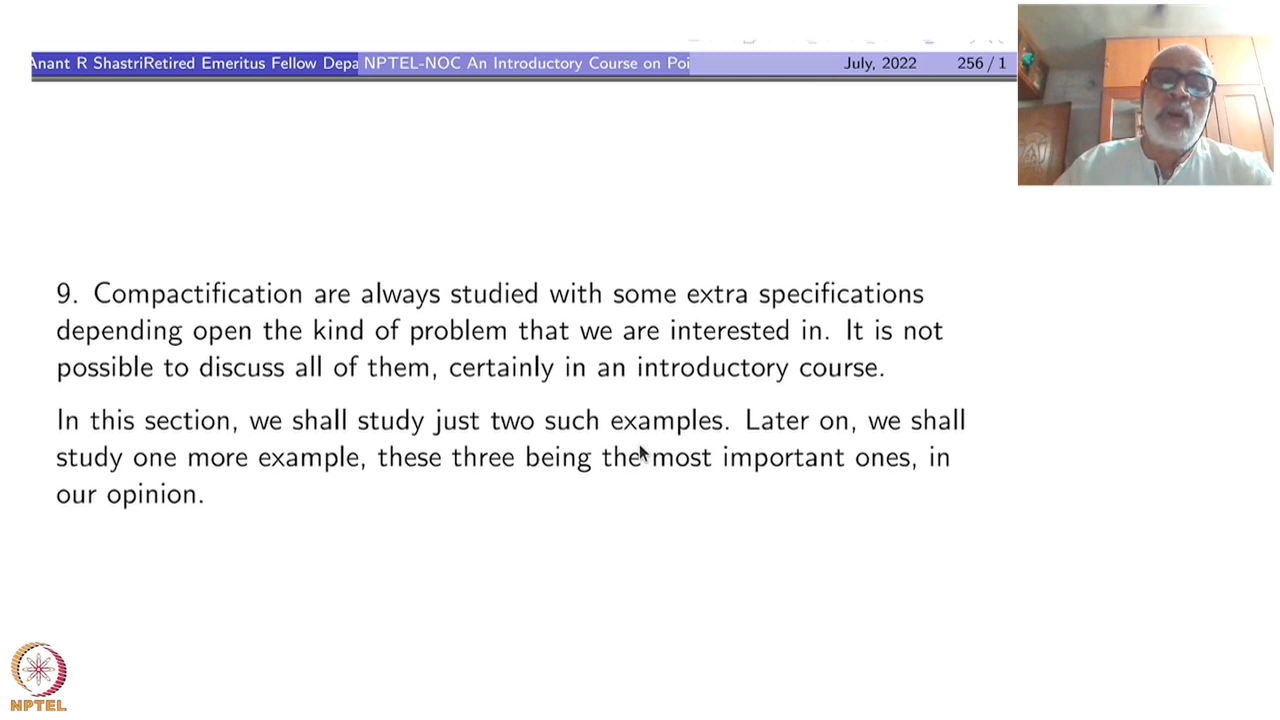 Anant R ShastriRetired Emeritus Fellow Depa NPTEL-NOC An Introductory Course on Poi July, 2022 256 / 1
9. Compactification are always studied with some extra specifications
depending open the kind of problem that we are interested in. It is not
possible to discuss all of them, certainly in an introductory course.
In this section, we shall study just two such examples. Later on, we shall
study one more example, these three being the most important ones, in
our opinion.
NPTEL